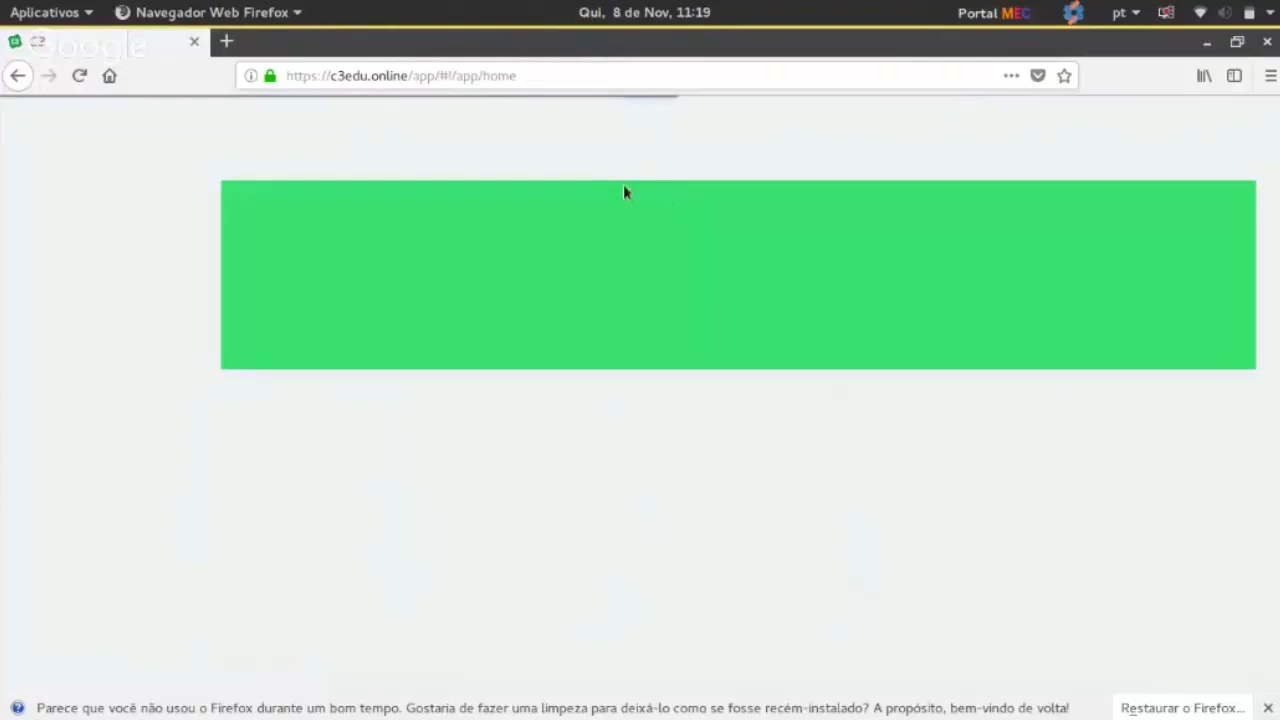 Aplicativos Navegador Web Firefox Qui, 8 de Nov, 11:19 Portal MEC pt
C3 Google
https://c3edu.online/app/#!/app/home
Parece que você não usou o Firefox durante um bom tempo. Gostaria de fazer uma limpeza para deixá-lo como se fosse recém-instalado? A propósito, bem-vindo de volta! Restaurar o Firefox...